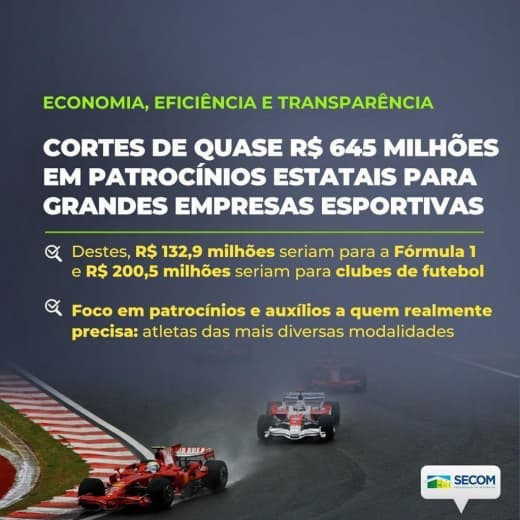 ECONOMIA, EFICIÊNCIA E TRANSPARÊNCIA
CORTES DE QUASE R$ 645 MILHÕES
EM PATROCÍNIOS ESTATAIS PARA
GRANDES EMPRESAS ESPORTIVAS
Destes, R$ 132,9 milhões seriam para a Fórmula 1
e R$ 200,5 milhões seriam para clubes de futebol
Foco em patrocínios e auxílios a quem realmente
precisa: atletas das mais diversas modalidades
SECOM